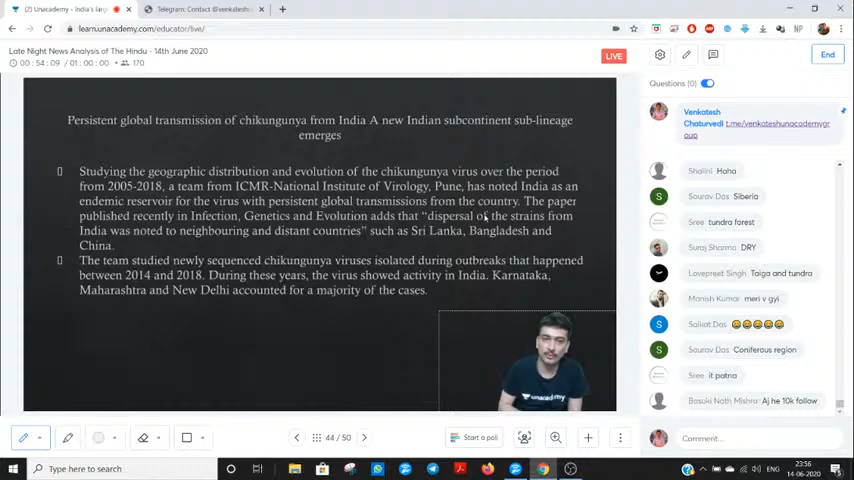 (2) Unacademy - India's larg
Telegram: Contact @venkateshu
learn.unacademy.com/educator/live/
NP
Late Night News Analysis of The Hindu - 14th June 2020
00 : 54 : 09 / 01 : 00 : 00 • 170
LIVE
End
Persistent global transmission of chikungunya from India A new Indian subcontinent sub-lineage
emerges
Studying the geographic distribution and evolution of the chikungunya virus over the period
from 2005-2018, a team from ICMR-National Institute of Virology, Pune, has noted India as an
endemic reservoir for the virus with persistent global transmissions from the country. The paper
published recently in Infection, Genetics and Evolution adds that “dispersal of the strains from
India was noted to neighbouring and distant countries” such as Sri Lanka, Bangladesh and
China.
The team studied newly sequenced chikungunya viruses isolated during outbreaks that happened
between 2014 and 2018. During these years, the virus showed activity in India. Karnataka,
Maharashtra and New Delhi accounted for a majority of the cases.
unacademy
Questions (0)
Venkatesh
Chaturvedi t.me/venkateshunacademygr
oup
Shalini Haha
S Sourav Das Siberia
Sree tundra forest
Suraj Sharma DRY
Lovepreet Singh Taiga and tundra
Manish Kumar meri v gyi
S Saikat Das 😂😂😂😂😂
S Sourav Das Coniferous region
Sree it patna
Basuki Nath Mishra Aj he 10k follow
44 / 50
Start a poll
Comment...
Type here to search
ENG
23:56
14-06-2020